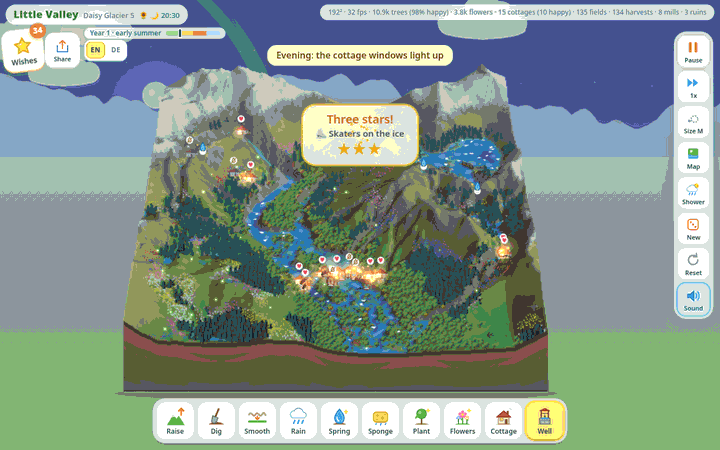 Little Valley Daisy Glacier 5 20:30
192² · 32 fps · 10.9k trees (98% happy) · 3.8k flowers · 15 cottages (10 happy) · 135 fields · 134 harvests · 8 mills · 3 ruins
34
Wishes
Share
Year 1 · early summer
EN DE
Evening: the cottage windows light up
Three stars!
Skaters on the ice
Pause
1x
Size M
Map
Shower
New
Reset
Sound
Raise Dig Smooth Rain Spring Sponge Plant Flowers Cottage Well